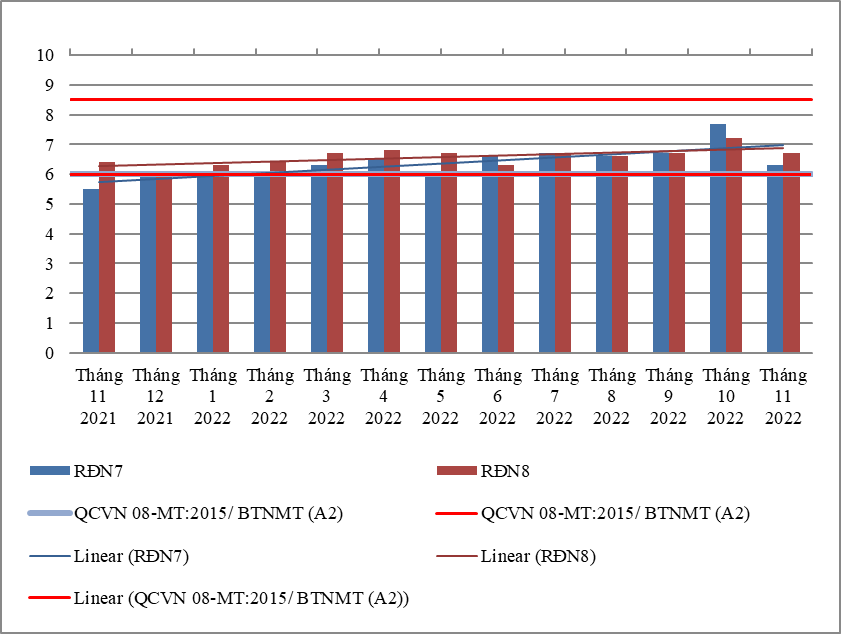 10
9
8
7
6
5
4
3
2
1
0
Tháng 11 2021
Tháng 12 2021
Tháng 1 2022
Tháng 2 2022
Tháng 3 2022
Tháng 4 2022
Tháng 5 2022
Tháng 6 2022
Tháng 7 2022
Tháng 8 2022
Tháng 9 2022
Tháng 10 2022
Tháng 11 2022
RĐN7
RĐN8
QCVN 08-MT:2015/ BTNMT (A2)
QCVN 08-MT:2015/ BTNMT (A2)
Linear (RĐN7)
Linear (RĐN8)
Linear (QCVN 08-MT:2015/ BTNMT (A2))